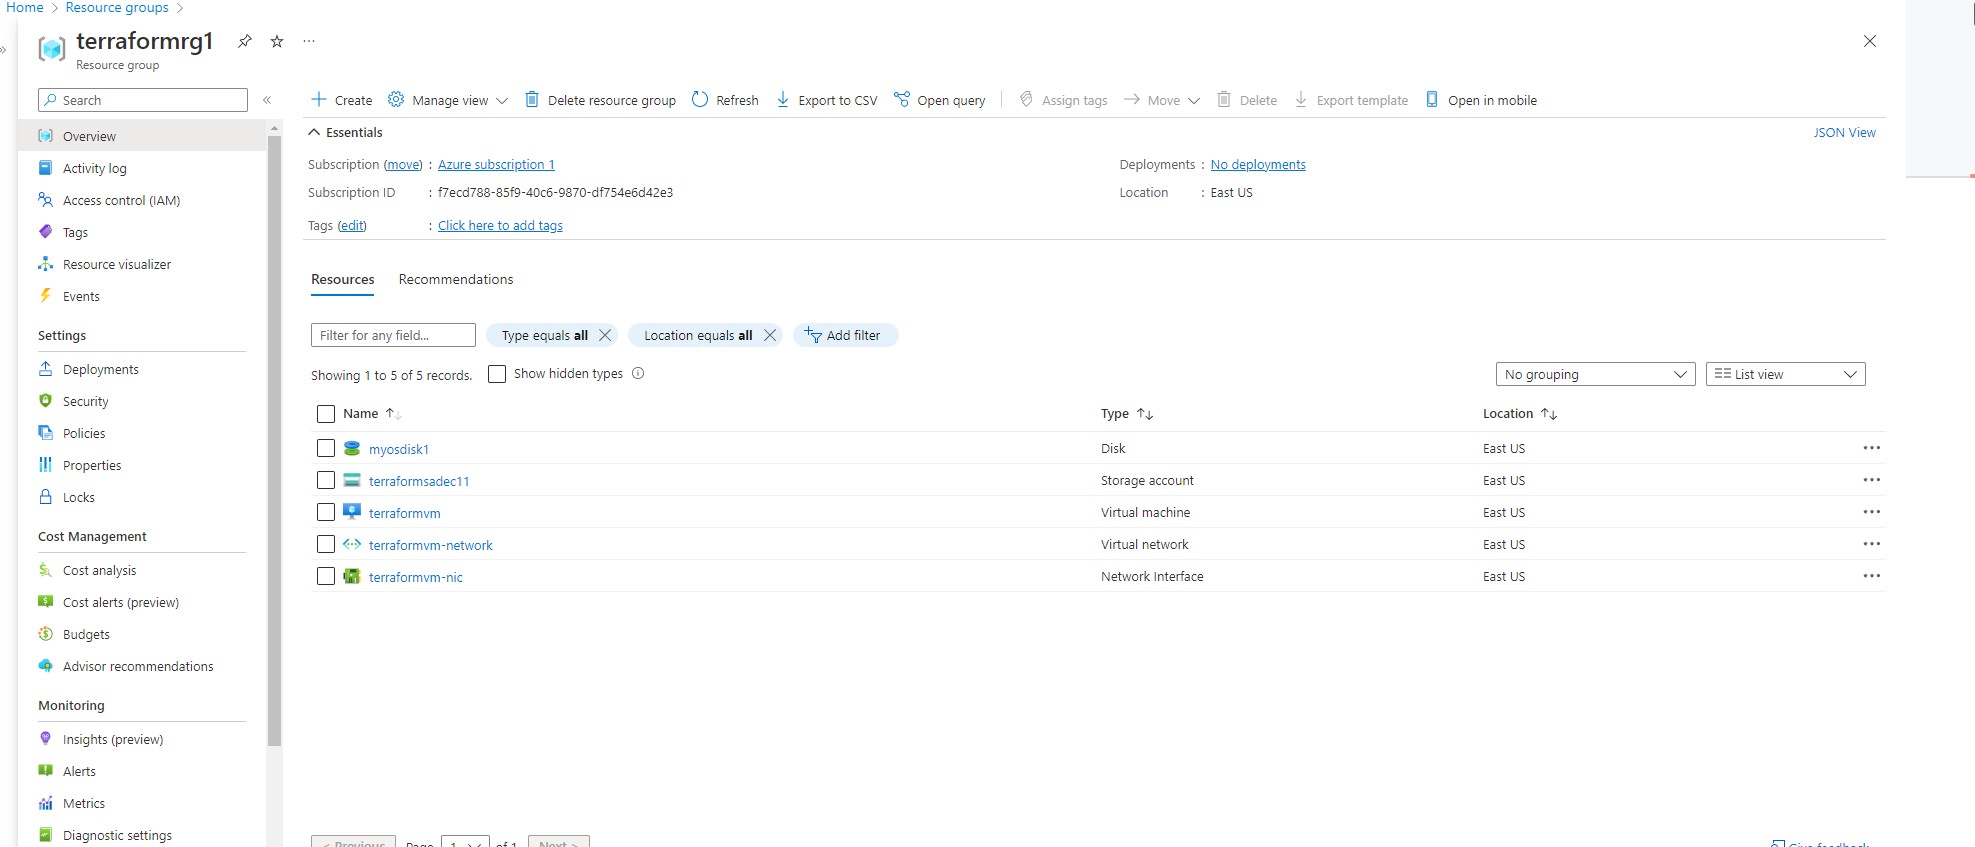 Home > Resource groups >
terraformrg1
Resource group
Search
Overview
Activity log
Access control (IAM)
Tags
Resource visualizer
Events
Settings
Deployments
Security
Policies
Properties
Locks
Cost Management
Cost analysis
Cost alerts (preview)
Budgets
Advisor recommendations
Monitoring
Insights (preview)
Alerts
Metrics
Diagnostic settings
Create Manage view Delete resource group Refresh Export to CSV Open query Assign tags Move Delete Export template Open in mobile
Essentials JSON View
Subscription (move) : Azure subscription 1 Deployments : No deployments
Subscription ID : f7ecd788-85f9-40c6-9870-df754e6d42e3 Location : East US
Tags (edit) : Click here to add tags
Resources Recommendations
Filter for any field... Type equals all Location equals all Add filter
Showing 1 to 5 of 5 records. Show hidden types No grouping List view
Name Type Location
myosdisk1 Disk East US
terraformsadec11 Storage account East US
terraformvm Virtual machine East US
terraformvm-network Virtual network East US
terraformvm-nic Network Interface East US
< Previous Page 1 of 1 Next > Give feedback